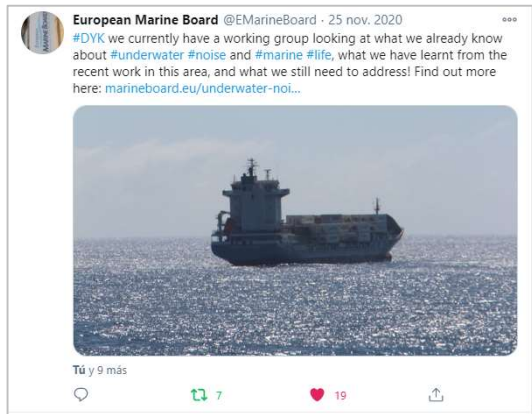 European Marine Board @EMarineBoard · 25 nov. 2020
#DYK we currently have a working group looking at what we already know
about #underwater #noise and #marine #life, what we have learnt from the
recent work in this area, and what we still need to address! Find out more
here: marineboard.eu/underwater-noi...
Tú y 9 más
7 19